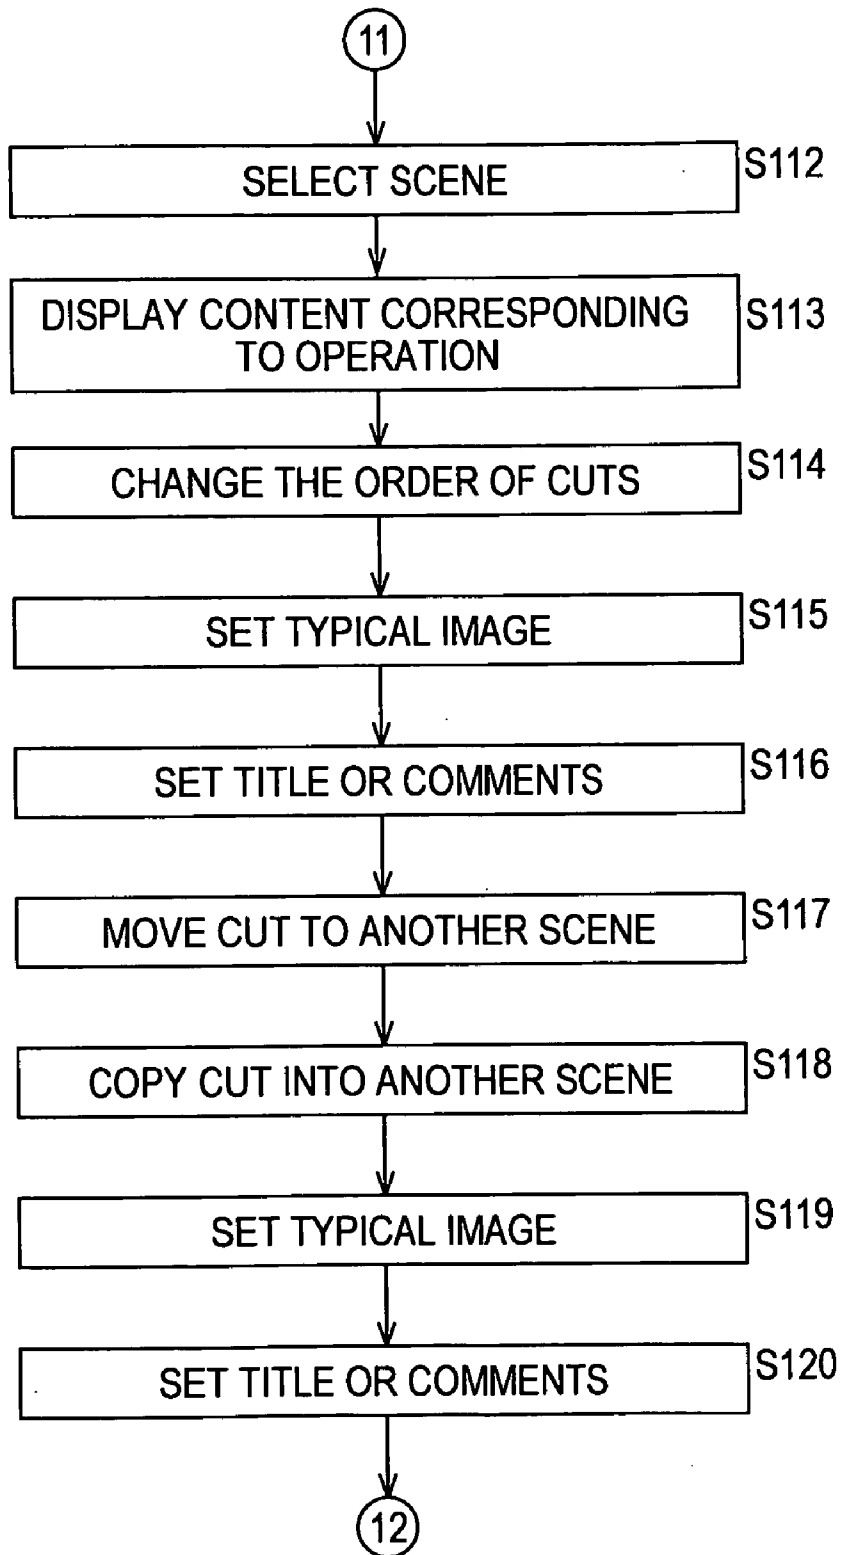 11
S112
SELECT SCENE
S113
DISPLAY CONTENT CORRESPONDING
TO OPERATION
S114
CHANGE THE ORDER OF CUTS
S115
SET TYPICAL IMAGE
S116
SET TITLE OR COMMENTS
S117
MOVE CUT TO ANOTHER SCENE
S118
COPY CUT INTO ANOTHER SCENE
S119
SET TYPICAL IMAGE
S120
SET TITLE OR COMMENTS
12